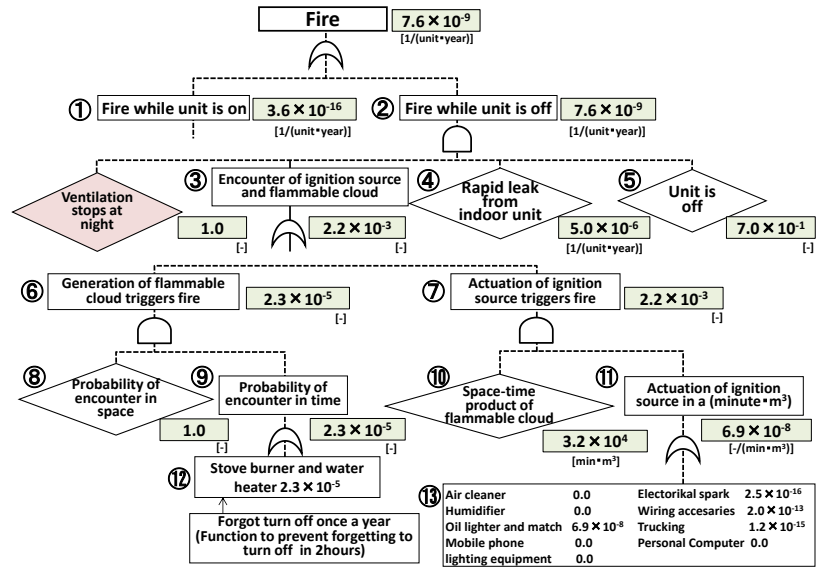 Fire
7.6×10⁻⁹
[1/(unit▪year)]
① Fire while unit is on
3.6×10⁻¹⁶
[1/(unit▪year)]
② Fire while unit is off
7.6×10⁻⁹
[1/(unit▪year)]
Ventilation
stops at
night
1.0
[-]
③ Encounter of ignition source
and flammable cloud
2.2×10⁻³
[-]
④ Rapid leak
from
indoor unit
5.0×10⁻⁶
[1/(unit▪year)]
⑤ Unit is
off
7.0×10⁻¹
[-]
⑥ Generation of flammable
cloud triggers fire
2.3×10⁻⁵
[-]
⑦ Actuation of ignition
source triggers fire
2.2×10⁻³
[-]
⑧ Probability of
encounter in
space
1.0
[-]
⑨ Probability of
encounter in time
2.3×10⁻⁵
[-]
⑩ Space-time
product of
flammable cloud
3.2×10⁴
[min▪m³]
⑪ Actuation of ignition
source in a (minute▪m³)
6.9×10⁻⁸
[-/(min▪m³)]
⑫ Stove burner and water
heater 2.3×10⁻⁵
Forgot turn off once a year
(Function to prevent forgetting to
turn off in 2hours)
⑬ Air cleaner 0.0
Humidifier 0.0
Oil lighter and match 6.9×10⁻⁸
Mobile phone 0.0
lighting equipment 0.0
Electorikal spark 2.5×10⁻¹⁶
Wiring accesaries 2.0×10⁻¹³
Trucking 1.2×10⁻¹⁵
Personal Computer 0.0